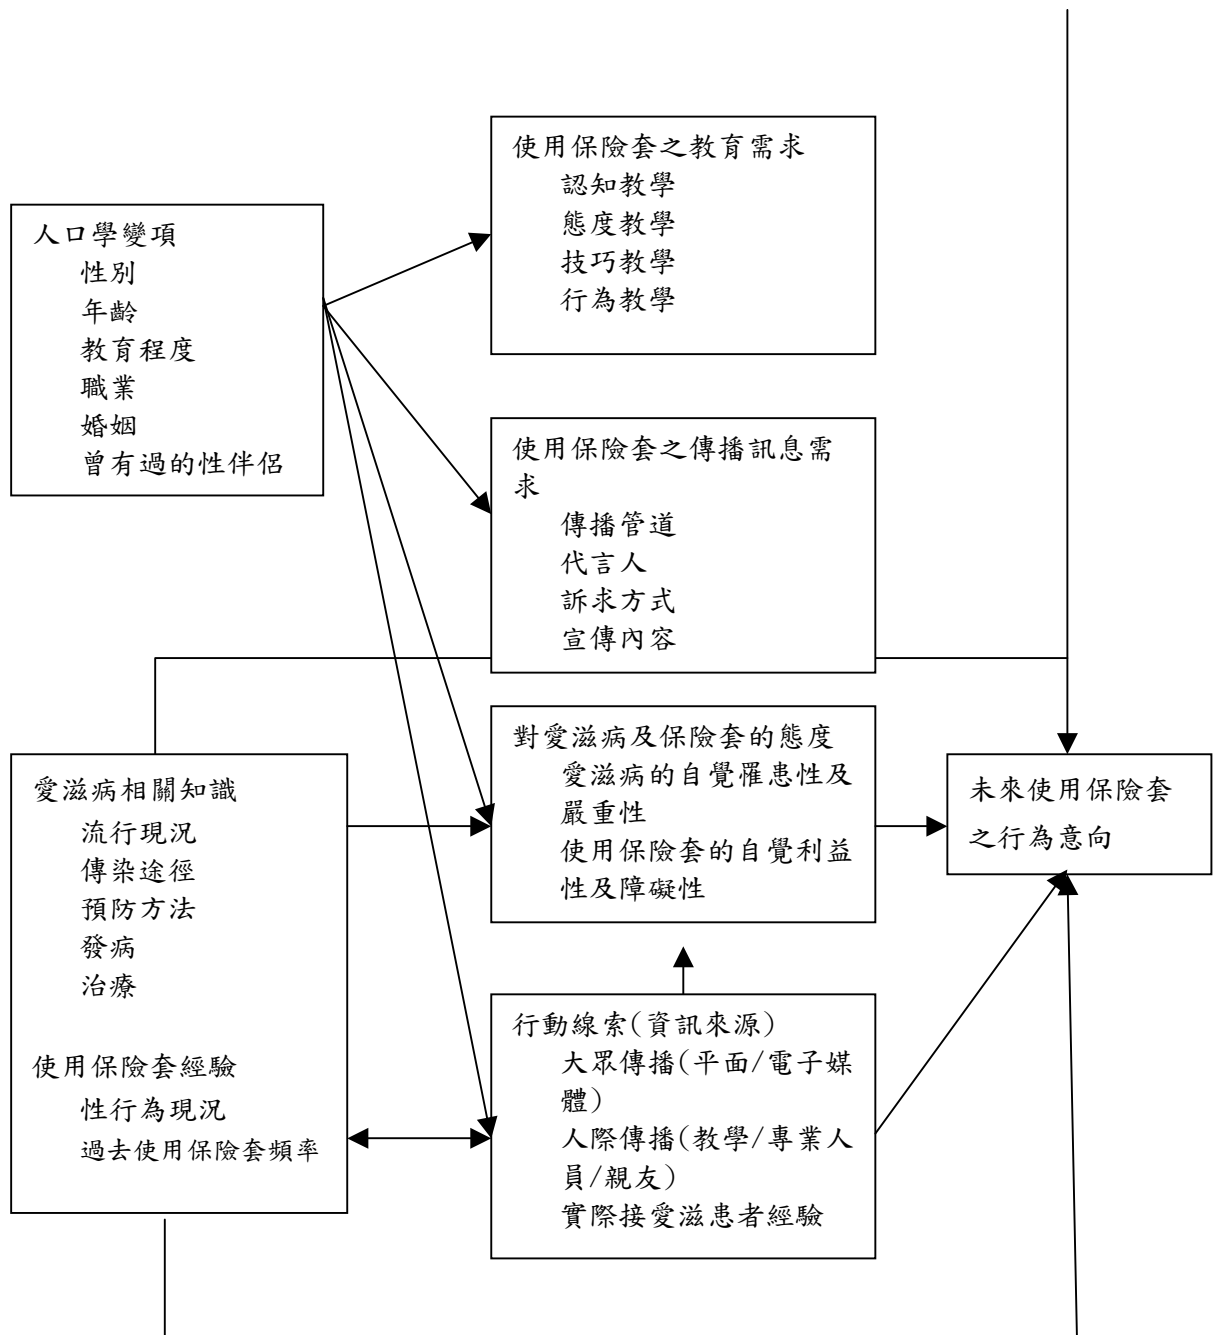 使用保險套之教育需求
認知教學
態度教學
技巧教學
行為教學
人口學變項
性別
年齡
教育程度
職業
婚姻
曾有過的性伴侶
使用保險套之傳播訊息需
求
傳播管道
代言人
訴求方式
宣傳內容
對愛滋病及保險套的態度
愛滋病的自覺罹患性及
嚴重性
使用保險套的自覺利益
性及障礙性
未來使用保險套
之行為意向
愛滋病相關知識
流行現況
傳染途徑
預防方法
發病
治療
使用保險套經驗
性行為現況
過去使用保險套頻率
行動線索(資訊來源)
大眾傳播(平面/電子媒
體)
人際傳播(教學/專業人
員/親友)
實際接愛滋患者經驗